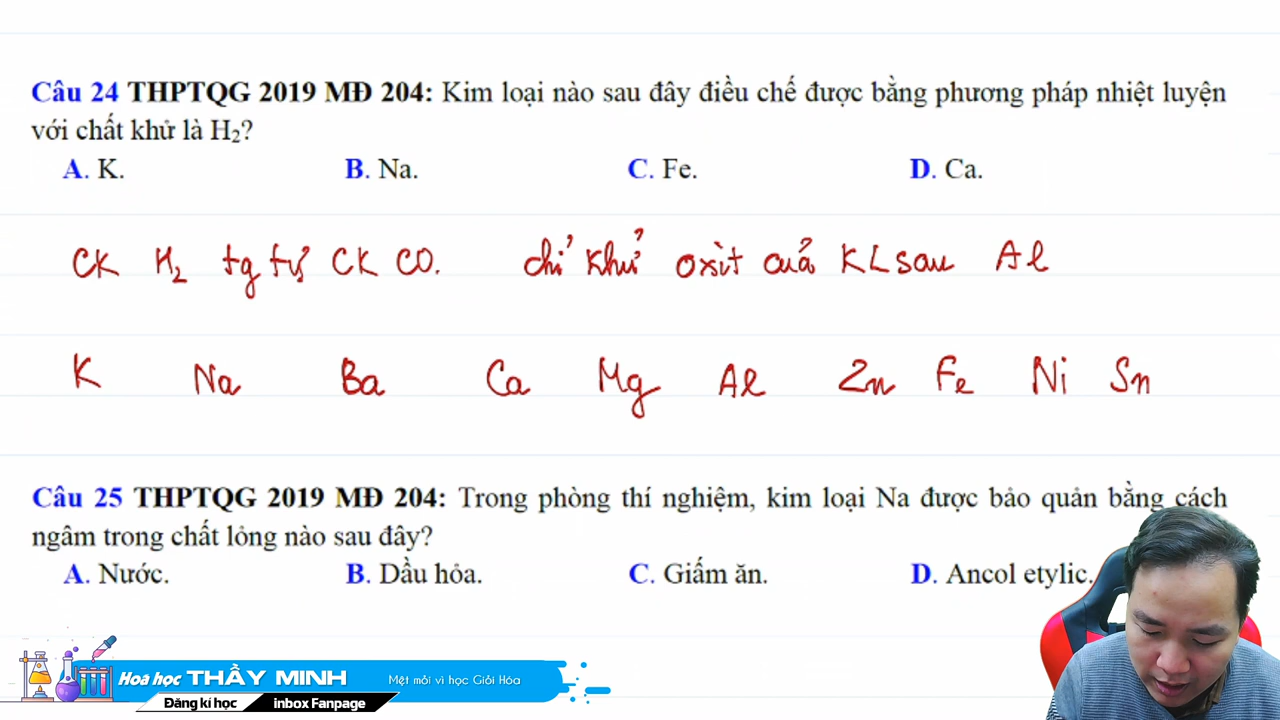 Câu 24 THPTQG 2019 MĐ 204: Kim loại nào sau đây điều chế được bằng phương pháp nhiệt luyện
với chất khử là H₂?
A. K. B. Na. C. Fe. D. Ca.
CK H₂ tg tự CK CO. chỉ khử oxit của KL sau Al
K Na Ba Ca Mg Al Zn Fe Ni Sn
Câu 25 THPTQG 2019 MĐ 204: Trong phòng thí nghiệm, kim loại Na được bảo quản bằng cách
ngâm trong chất lỏng nào sau đây?
A. Nước. B. Dầu hỏa. C. Giấm ăn. D. Ancol etylic.
Hoá học THẦY MINH Mệt mỏi vì học Giỏi Hóa
Đăng kí học inbox Fanpage